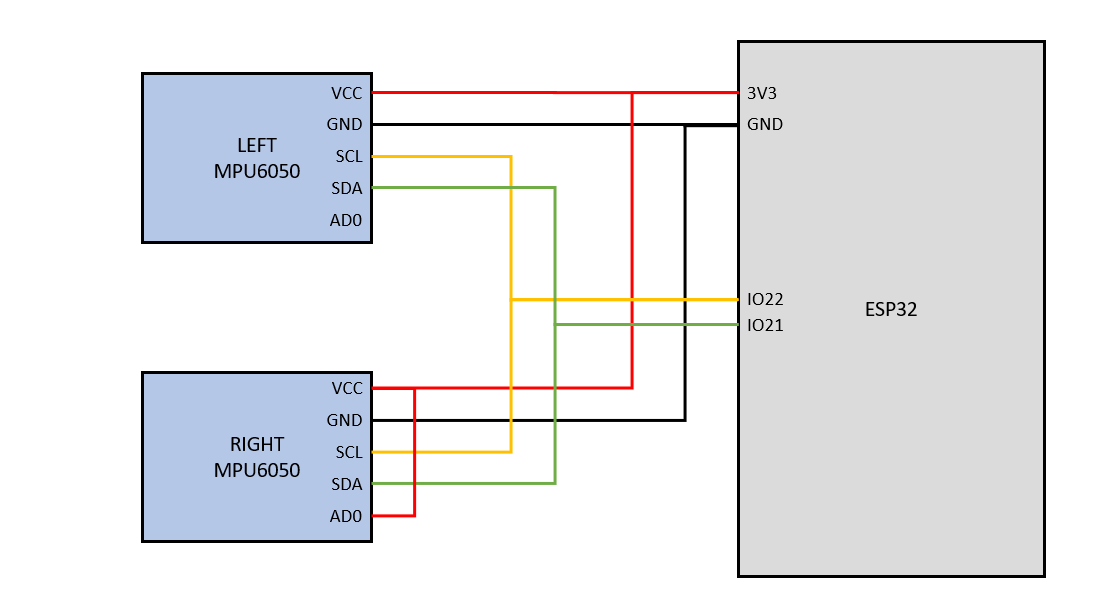 LEFT
MPU6050
VCC
GND
SCL
SDA
AD0
RIGHT
MPU6050
VCC
GND
SCL
SDA
AD0
3V3
GND
IO22
IO21
ESP32